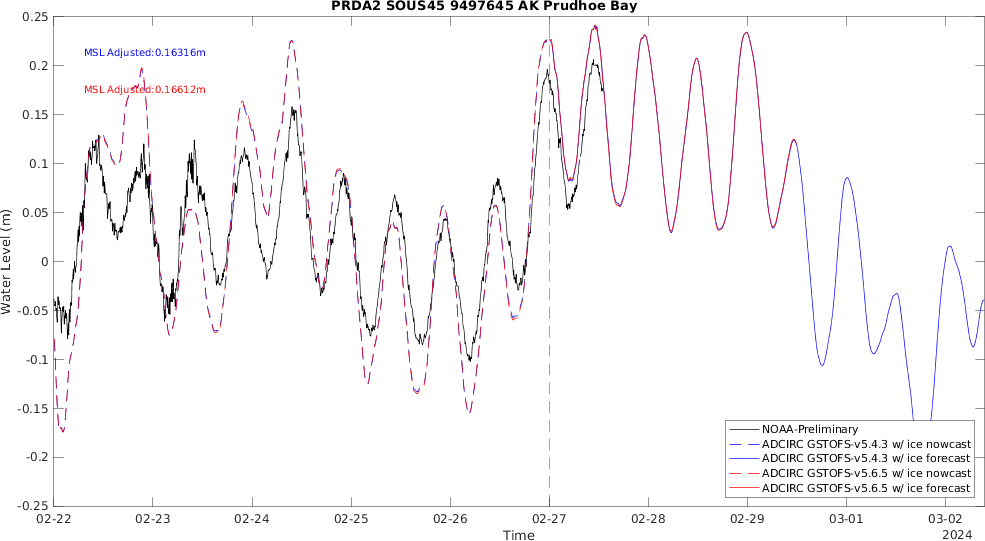 PRDA2 SOUS45 9497645 AK Prudhoe Bay
MSL Adjusted:0.16316m
MSL Adjusted:0.16612m
0.25
0.2
0.15
0.1
0.05
0
-0.05
-0.1
-0.15
-0.2
-0.25
Water Level (m)
NOAA-Preliminary
ADCIRC GSTOFS-v5.4.3 w/ ice nowcast
ADCIRC GSTOFS-v5.4.3 w/ ice forecast
ADCIRC GSTOFS-v5.6.5 w/ ice nowcast
ADCIRC GSTOFS-v5.6.5 w/ ice forecast
02-22 02-23 02-24 02-25 02-26 02-27 02-28 02-29 03-01 03-02
Time
2024